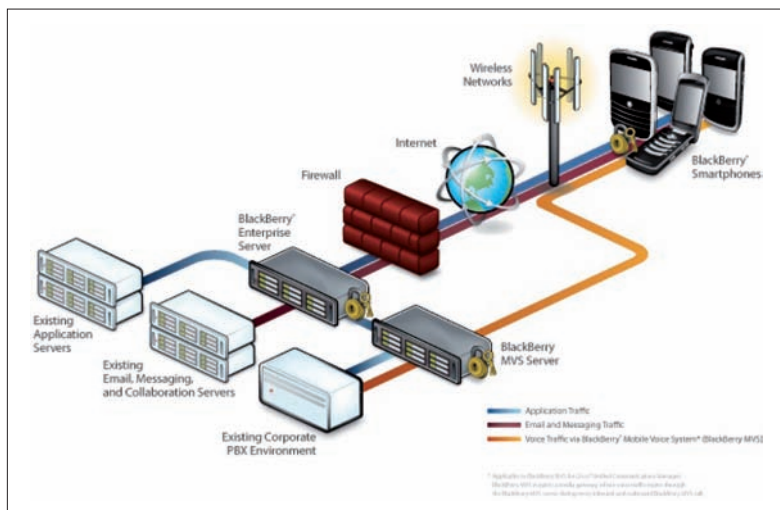 Wireless
Networks
BlackBerry®
Smartphones
Internet
Firewall
BlackBerry®
Enterprise
Server
Existing
Application
Servers
BlackBerry
MVS Server
Existing
Email, Messaging,
and Collaboration Servers
Existing Corporate
PBX Environment
Application Traffic
Email and Messaging Traffic
Voice Traffic via BlackBerry® Mobile Voice System* (BlackBerry MVS)